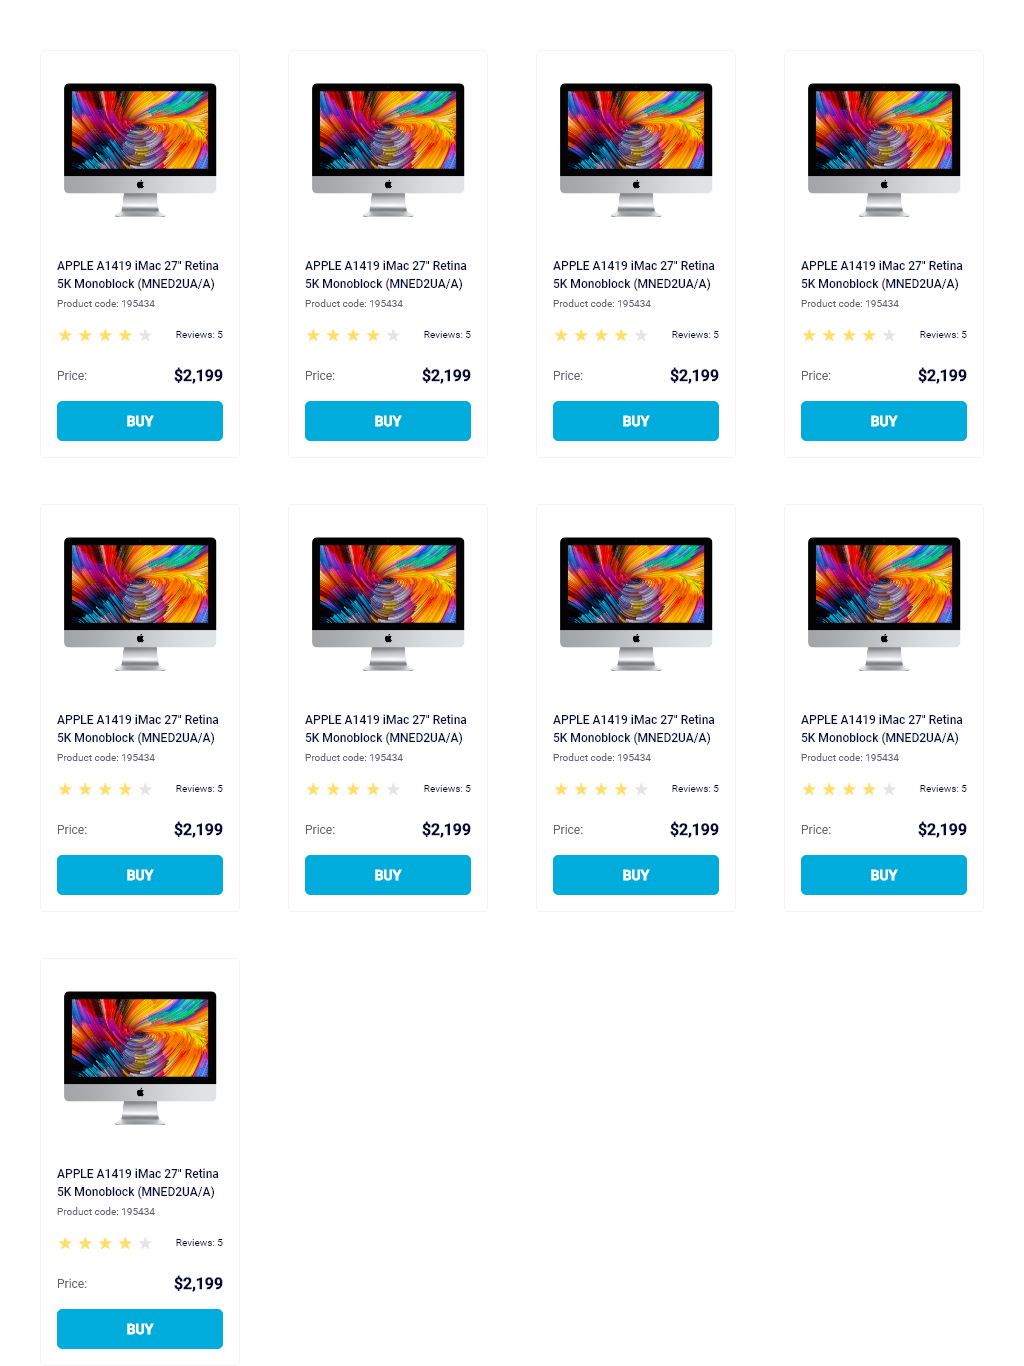 APPLE A1419 iMac 27" Retina
5K Monoblock (MNED2UA/A)
Product code: 195434
Reviews: 5
Price: $2,199
BUY
APPLE A1419 iMac 27" Retina
5K Monoblock (MNED2UA/A)
Product code: 195434
Reviews: 5
Price: $2,199
BUY
APPLE A1419 iMac 27" Retina
5K Monoblock (MNED2UA/A)
Product code: 195434
Reviews: 5
Price: $2,199
BUY
APPLE A1419 iMac 27" Retina
5K Monoblock (MNED2UA/A)
Product code: 195434
Reviews: 5
Price: $2,199
BUY
APPLE A1419 iMac 27" Retina
5K Monoblock (MNED2UA/A)
Product code: 195434
Reviews: 5
Price: $2,199
BUY
APPLE A1419 iMac 27" Retina
5K Monoblock (MNED2UA/A)
Product code: 195434
Reviews: 5
Price: $2,199
BUY
APPLE A1419 iMac 27" Retina
5K Monoblock (MNED2UA/A)
Product code: 195434
Reviews: 5
Price: $2,199
BUY
APPLE A1419 iMac 27" Retina
5K Monoblock (MNED2UA/A)
Product code: 195434
Reviews: 5
Price: $2,199
BUY
APPLE A1419 iMac 27" Retina
5K Monoblock (MNED2UA/A)
Product code: 195434
Reviews: 5
Price: $2,199
BUY